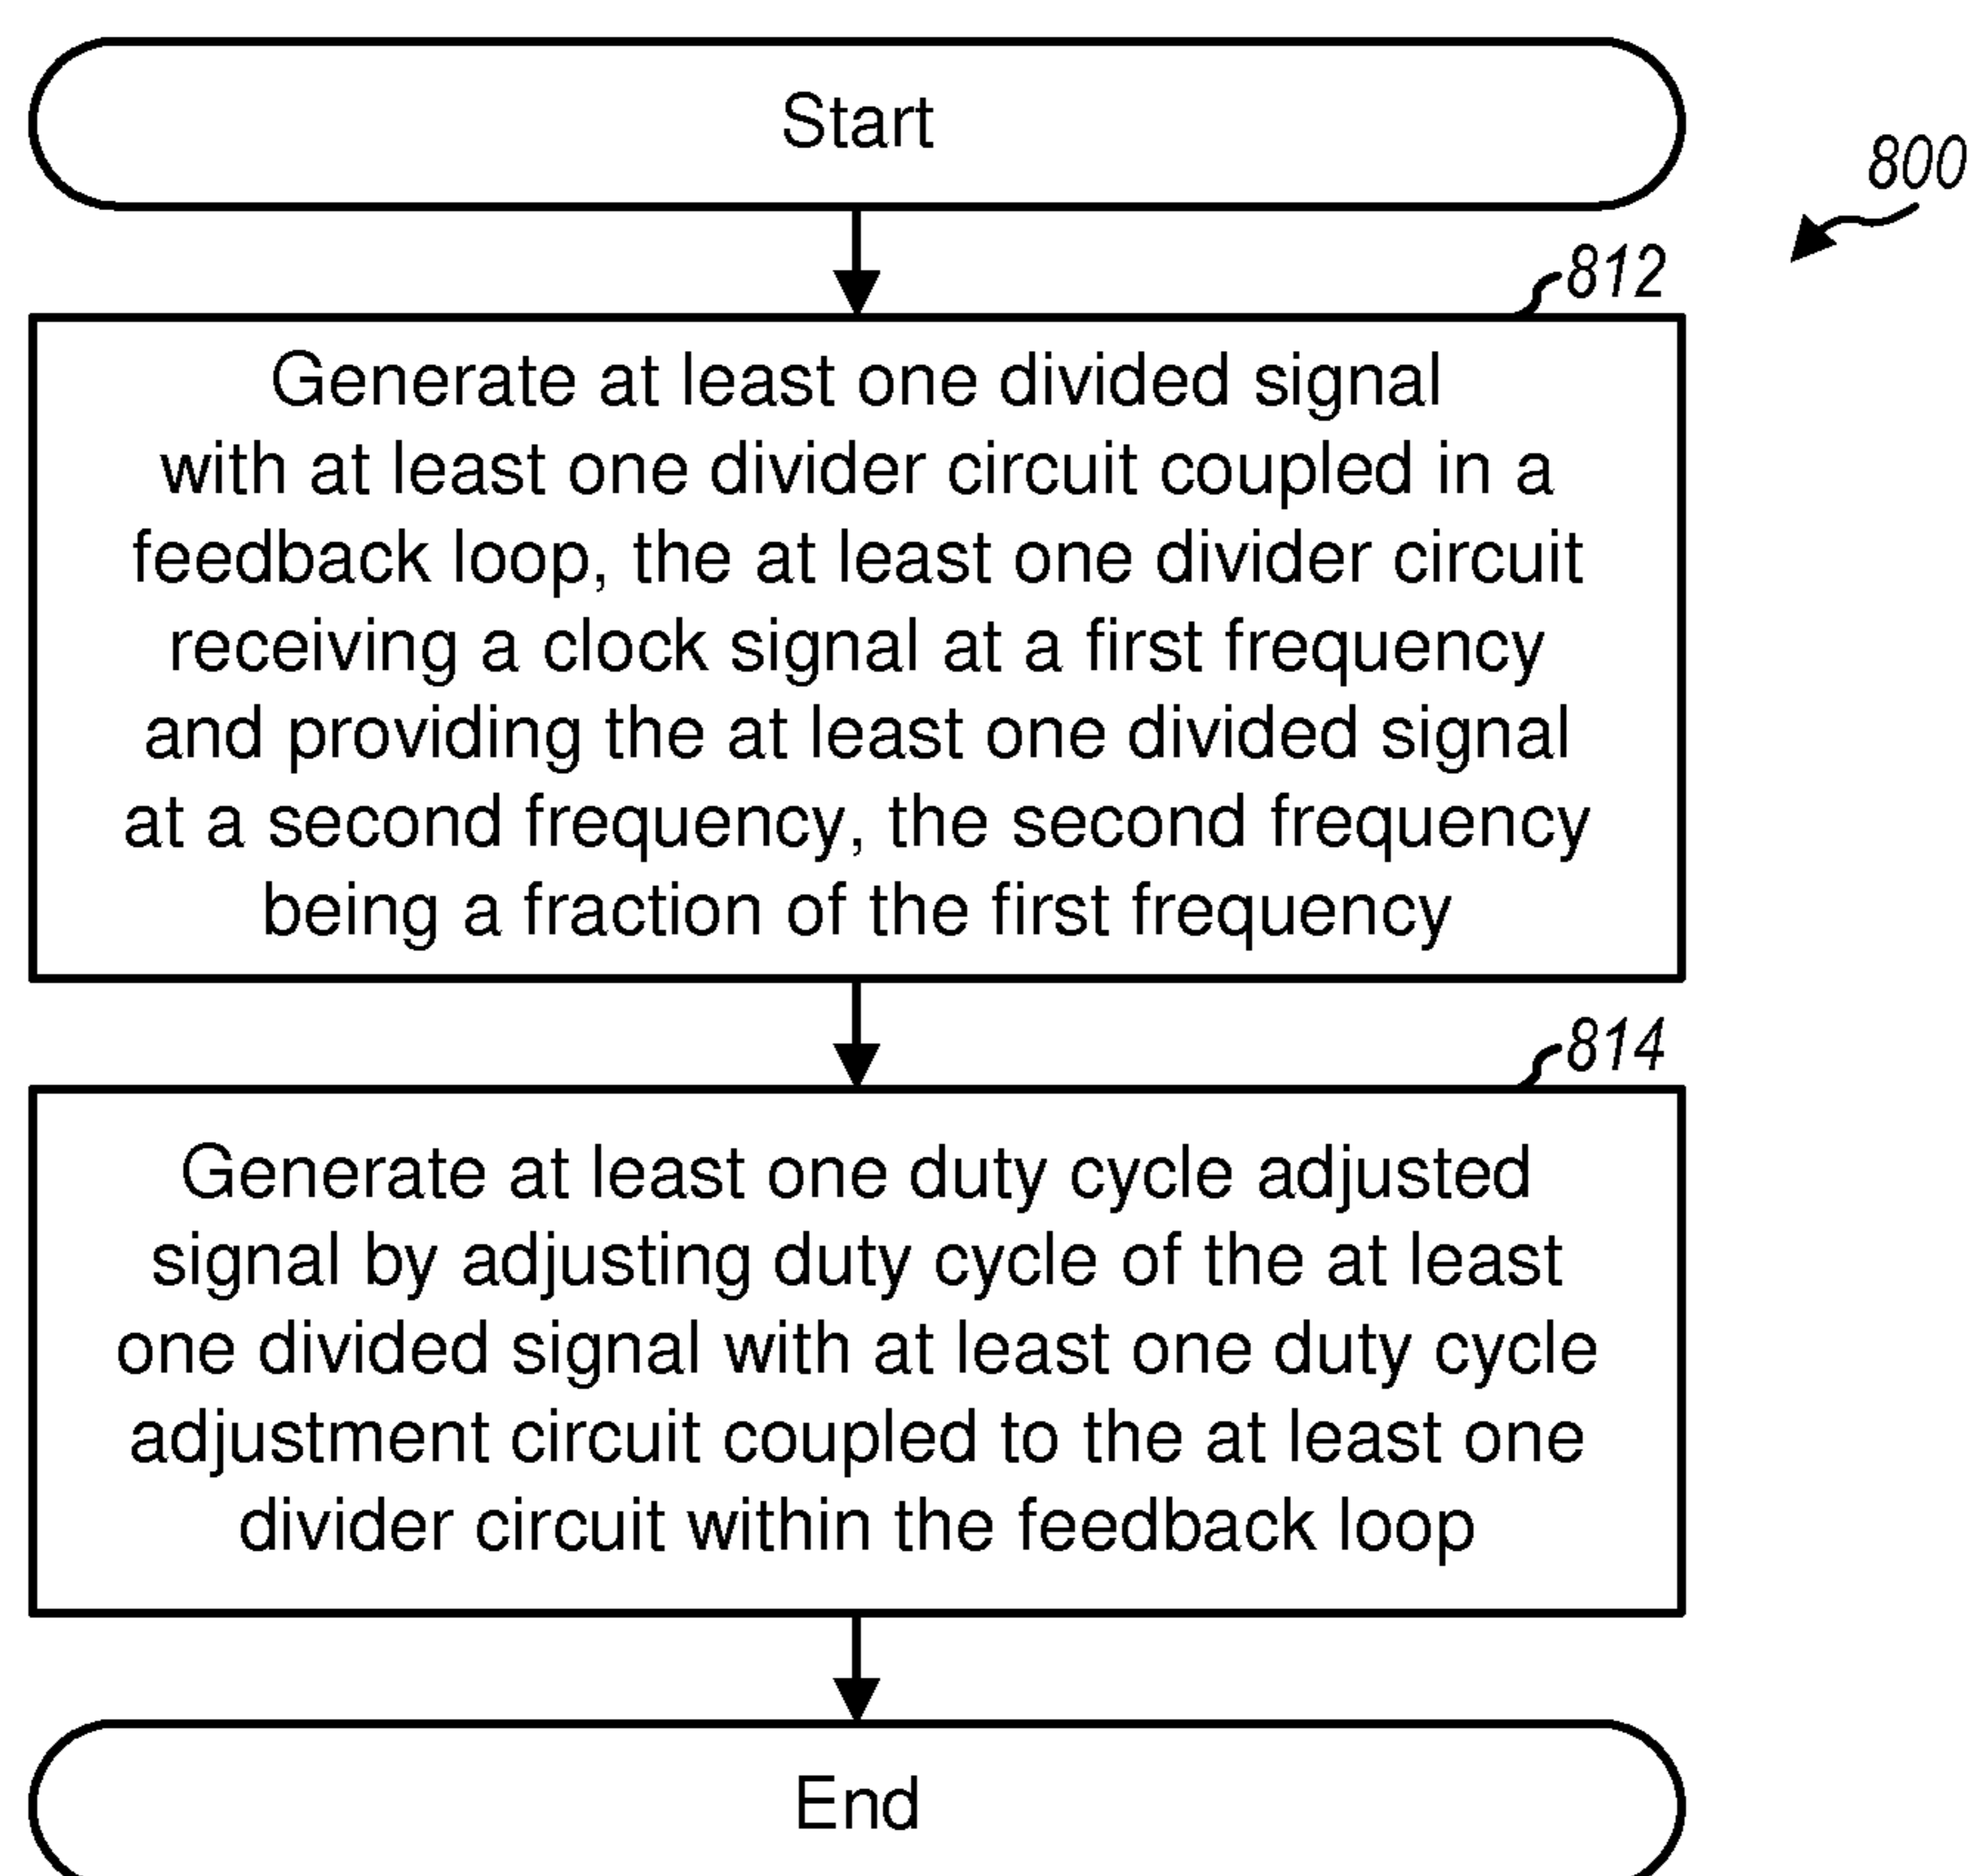 Start
800
812
Generate at least one divided signal
with at least one divider circuit coupled in a
feedback loop, the at least one divider circuit
receiving a clock signal at a first frequency
and providing the at least one divided signal
at a second frequency, the second frequency
being a fraction of the first frequency
814
Generate at least one duty cycle adjusted
signal by adjusting duty cycle of the at least
one divided signal with at least one duty cycle
adjustment circuit coupled to the at least one
divider circuit within the feedback loop
End